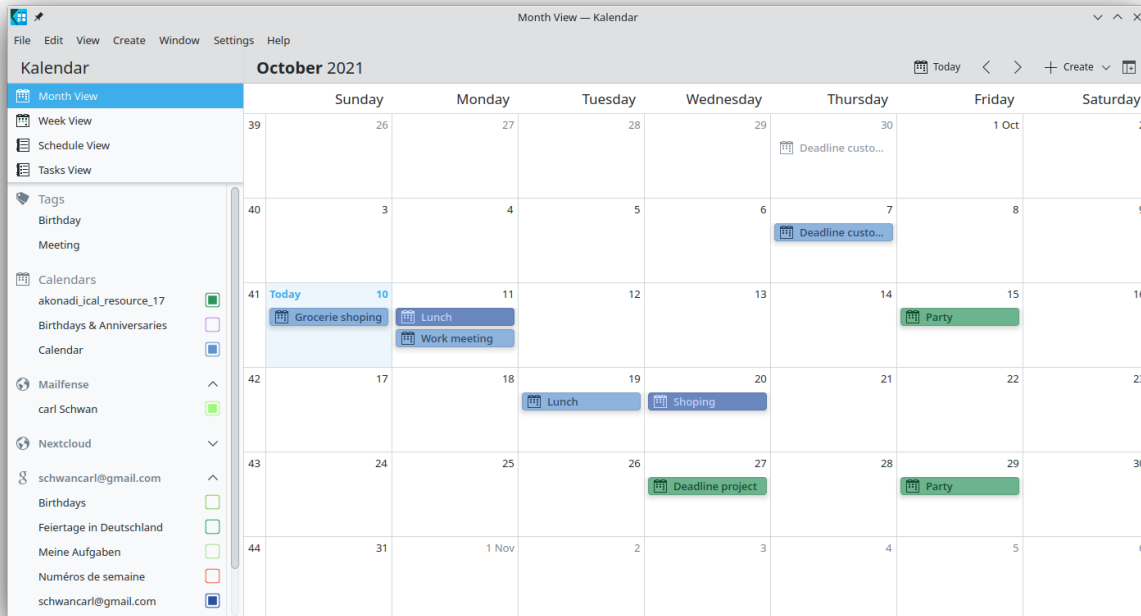 Month View — Kalendar
File Edit View Create Window Settings Help
Kalendar
October 2021
Today
Create
Month View
Week View
Schedule View
Tasks View
Tags
Birthday
Meeting
Calendars
akonadi_ical_resource_17
Birthdays & Anniversaries
Calendar
Mailfense
carl Schwan
Nextcloud
schwancarl@gmail.com
Birthdays
Feiertage in Deutschland
Meine Aufgaben
Numéros de semaine
schwancarl@gmail.com
Sunday Monday Tuesday Wednesday Thursday Friday Saturday
39 26 27 28 29 30 1 Oct
Deadline custo...
40 3 4 5 6 7 8
Deadline custo...
41 Today 10 11 12 13 14 15
Grocerie shoping Lunch Party
Work meeting
42 17 18 19 20 21 22
Lunch Shoping
43 24 25 26 27 28 29
Deadline project Party
44 31 1 Nov 2 3 4 5